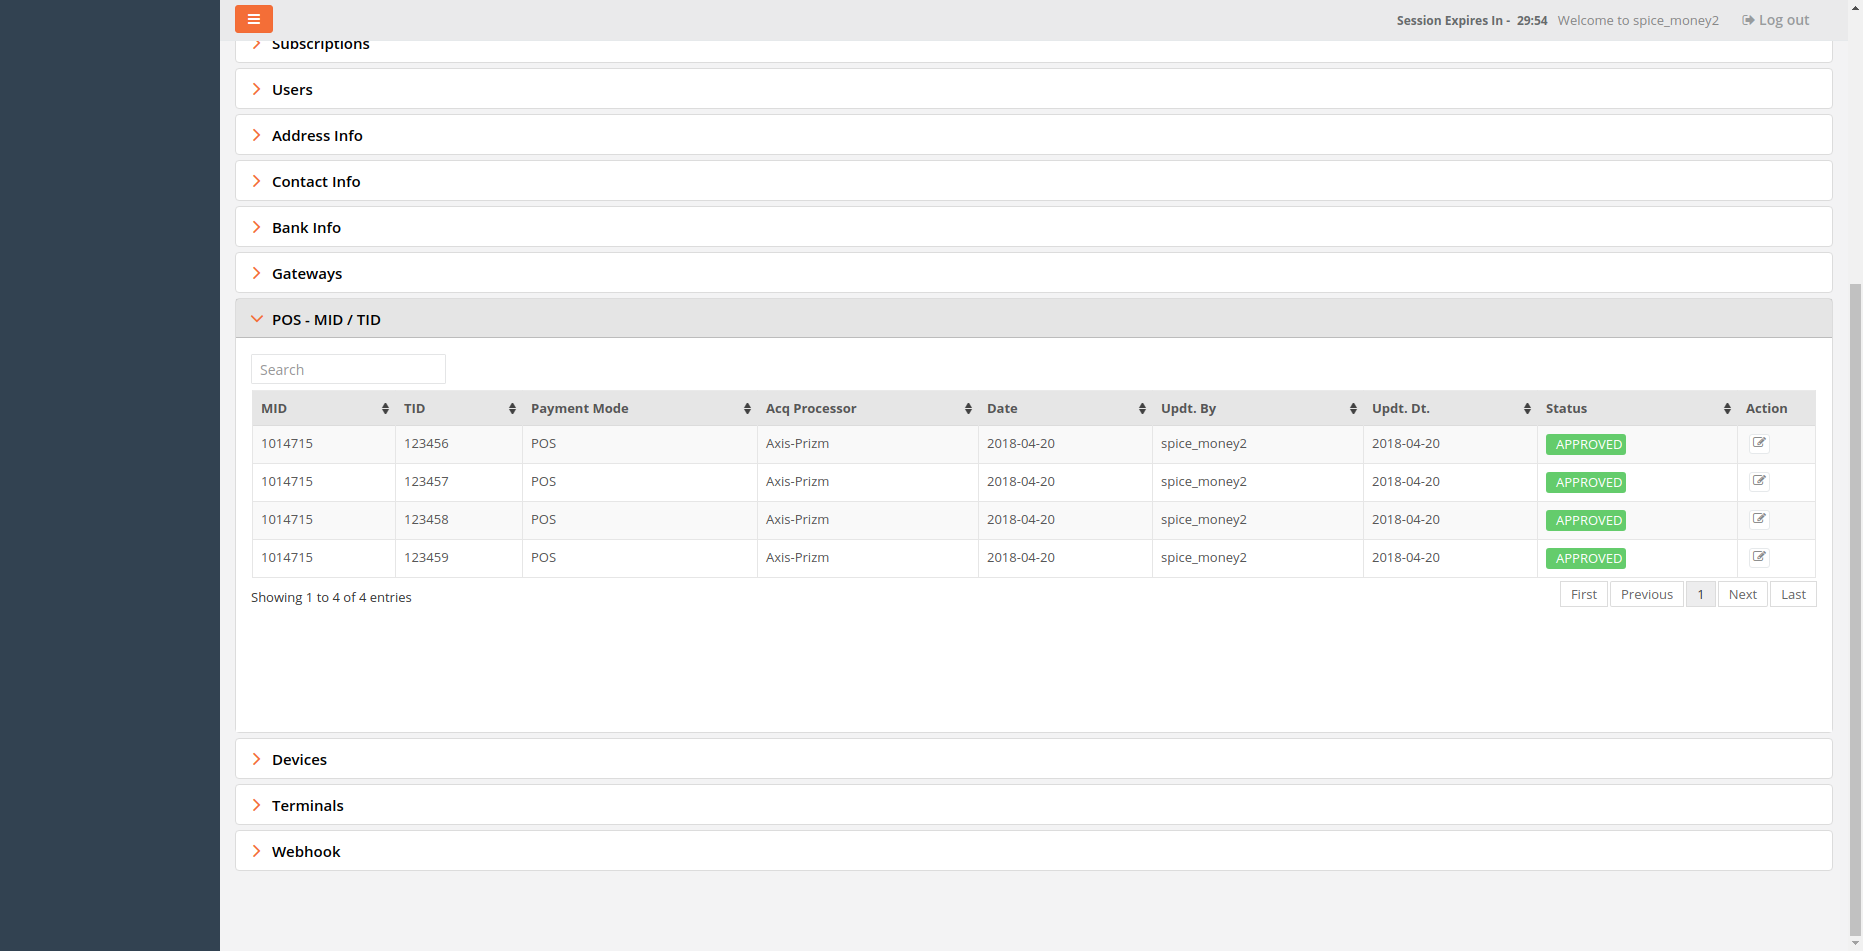 Session Expires In - 29:54 Welcome to spice_money2 Log out
Subscriptions
Users
Address Info
Contact Info
Bank Info
Gateways
POS - MID / TID
Search
MID TID Payment Mode Acq Processor Date Updt. By Updt. Dt. Status Action
1014715 123456 POS Axis-Prizm 2018-04-20 spice_money2 2018-04-20 APPROVED
1014715 123457 POS Axis-Prizm 2018-04-20 spice_money2 2018-04-20 APPROVED
1014715 123458 POS Axis-Prizm 2018-04-20 spice_money2 2018-04-20 APPROVED
1014715 123459 POS Axis-Prizm 2018-04-20 spice_money2 2018-04-20 APPROVED
Showing 1 to 4 of 4 entries First Previous 1 Next Last
Devices
Terminals
Webhook